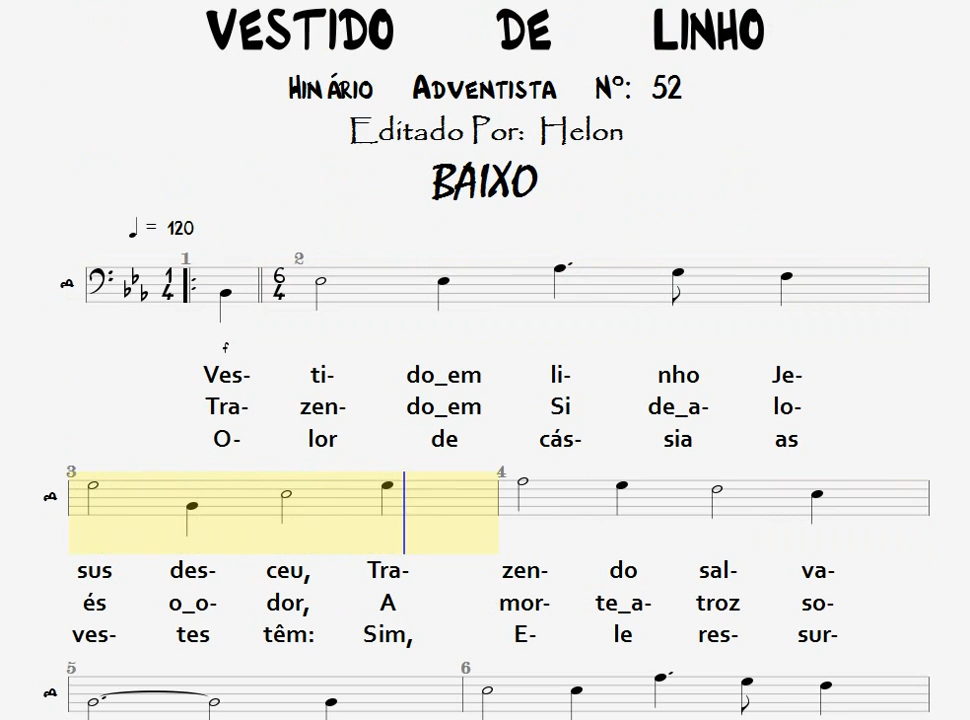 VESTIDO DE LINHO
HINÁRIO ADVENTISTA Nº: 52
Editado Por: Helon
BAIXO
= 120
1 2
B 1 4 6 4
f
Ves- ti- do_em li- nho Je-
Tra- zen- do_em Si de_a- lo-
O- lor de cás- sia as
3 4
B
sus des- ceu, Tra- zen- do sal- va-
és o_o- dor, A mor- te_a- troz so-
ves- tes têm: Sim, E- le res- sur-
5 6
B